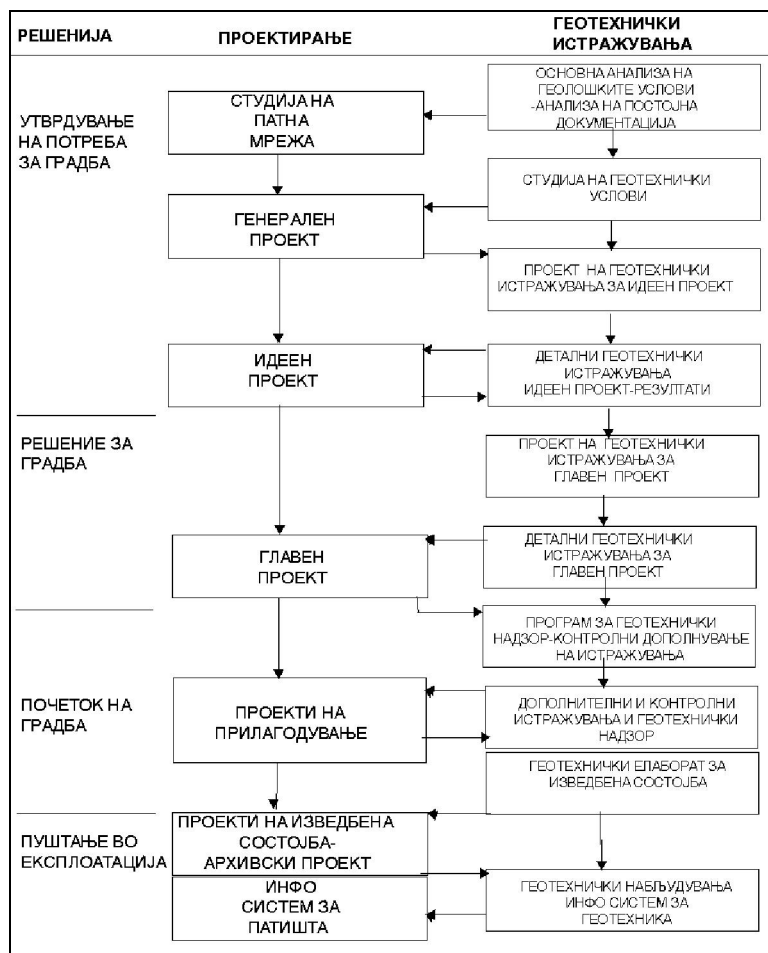 РЕШЕНИЈА
ПРОЕКТИРАЊЕ
ГЕОТЕХНИЧКИ
ИСТРАЖУВАЊА
УТВРДУВАЊЕ
НА ПОТРЕБА
ЗА ГРАДБА
СТУДИЈА НА
ПАТНА
МРЕЖА
ОСНОВНА АНАЛИЗА НА
ГЕОЛОШКИТЕ УСЛОВИ
-АНАЛИЗА НА ПОСТОЈНА
ДОКУМЕНТАЦИЈА
ГЕНЕРАЛЕН
ПРОЕКТ
СТУДИЈА НА ГЕОТЕХНИЧКИ
УСЛОВИ
ПРОЕКТ НА ГЕОТЕХНИЧКИ
ИСТРАЖУВАЊА ЗА ИДЕЕН ПРОЕКТ
ИДЕЕН
ПРОЕКТ
ДЕТАЛНИ ГЕОТЕХНИЧКИ
ИСТРАЖУВАЊА
ИДЕЕН ПРОЕКТ-РЕЗУЛТАТИ
РЕШЕНИЕ ЗА
ГРАДБА
ПРОЕКТ НА ГЕОТЕХНИЧКИ
ИСТРАЖУВАЊА ЗА
ГЛАВЕН ПРОЕКТ
ГЛАВЕН
ПРОЕКТ
ДЕТАЛНИ ГЕОТЕХНИЧКИ
ИСТРАЖУВАЊА ЗА
ГЛАВЕН ПРОЕКТ
ПРОГРАМ ЗА ГЕОТЕХНИЧКИ
НАДЗОР-КОНТРОЛНИ ДОПОЛНУВАЊЕ
НА ИСТРАЖУВАЊА
ПОЧЕТОК НА
ГРАДБА
ПРОЕКТИ НА
ПРИЛАГОДУВАЊЕ
ДОПОЛНИТЕЛНИ И КОНТРОЛНИ
ИСТРАЖУВАЊА И ГЕОТЕХНИЧКИ
НАДЗОР
ГЕОТЕХНИЧКИ ЕЛАБОРАТ ЗА
ИЗВЕДБЕНА СОСТОЈБА
ПУШТАЊЕ ВО
ЕКСПЛОАТАЦИЈА
ПРОЕКТИ НА ИЗВЕДБЕНА
СОСТОЈБА-
АРХИВСКИ ПРОЕКТ
ИНФО
СИСТЕМ ЗА
ПАТИШТА
ГЕОТЕХНИЧКИ НАБЉУДУВАЊА
ИНФО СИСТЕМ ЗА
ГЕОТЕХНИКА